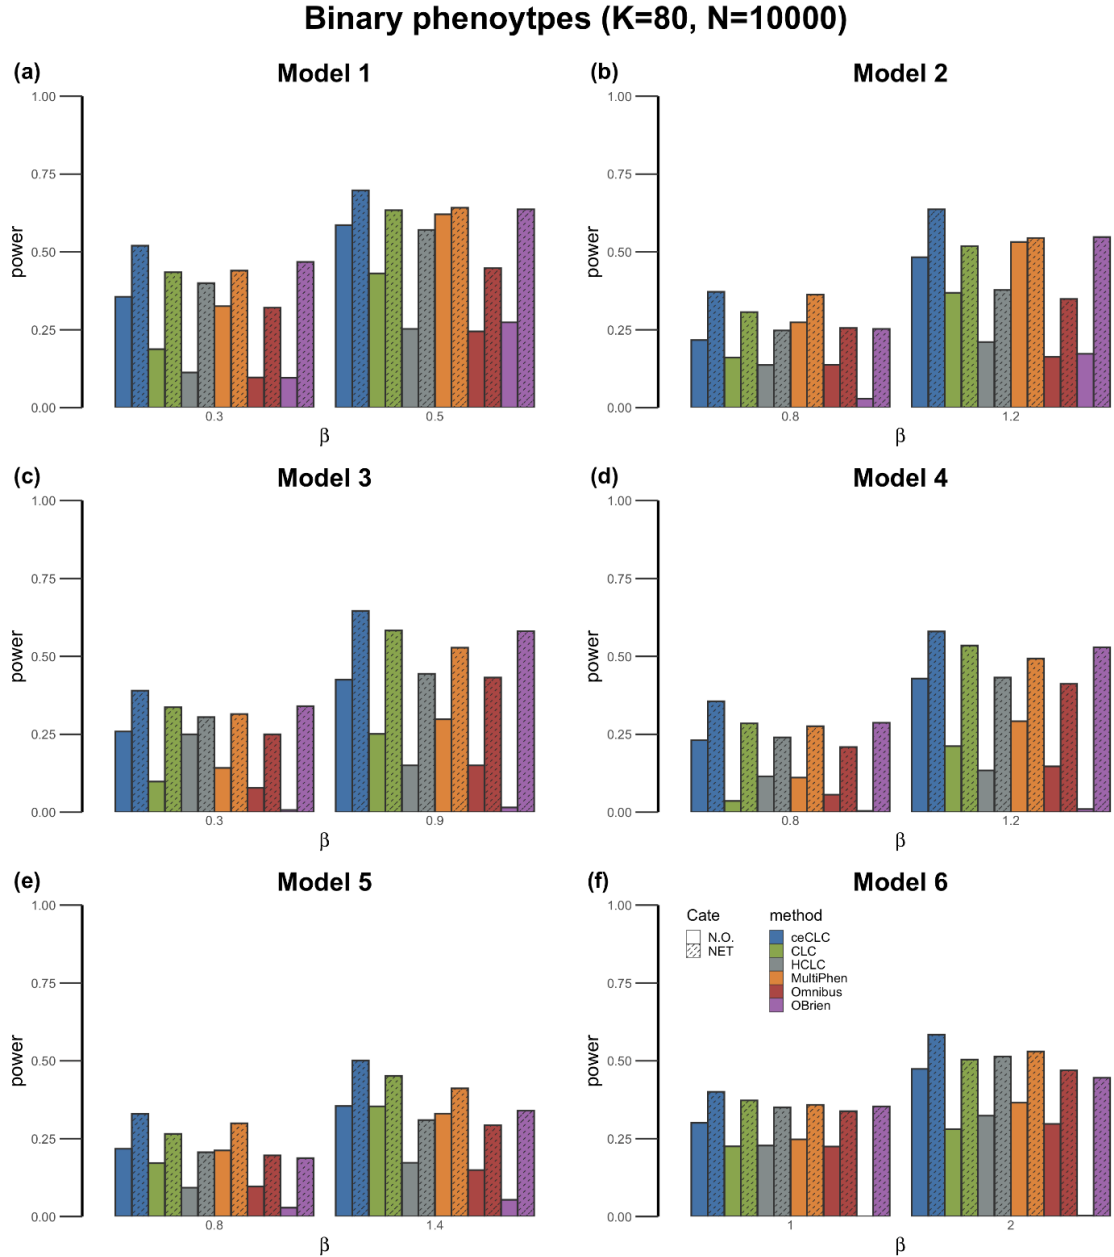 Binary phenoytpes (K=80, N=10000)
(a) Model 1
1.00
0.75
0.50
0.25
0.00
power
0.3 0.5
β
(b) Model 2
1.00
0.75
0.50
0.25
0.00
power
0.8 1.2
β
(c) Model 3
1.00
0.75
0.50
0.25
0.00
power
0.3 0.9
β
(d) Model 4
1.00
0.75
0.50
0.25
0.00
power
0.8 1.2
β
(e) Model 5
1.00
0.75
0.50
0.25
0.00
power
0.8 1.4
β
(f) Model 6
1.00
0.75
0.50
0.25
0.00
power
Cate
N.O.
NET
method
ceCLC
CLC
HCLC
MultiPhen
Omnibus
OBrien
1 2
β